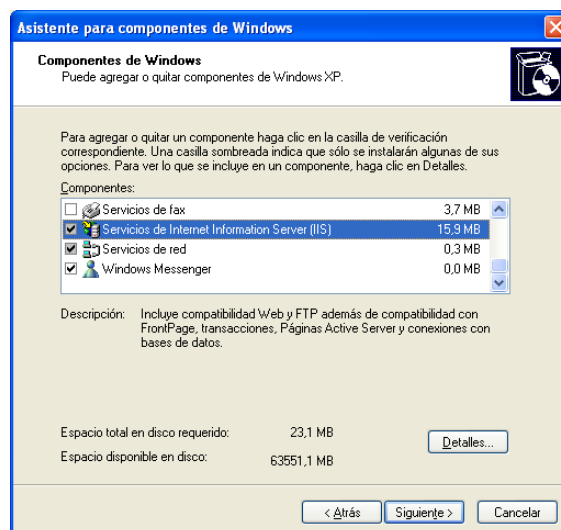 Asistente para componentes de Windows
Componentes de Windows
Puede agregar o quitar componentes de Windows XP.
Para agregar o quitar un componente haga clic en la casilla de verificación
correspondiente. Una casilla sombreada indica que sólo se instalarán algunas de sus
opciones. Para ver lo que se incluye en un componente, haga clic en Detalles.
Componentes:
Servicios de fax 3,7 MB
Servicios de Internet Information Server (IIS) 15,9 MB
Servicios de red 0,3 MB
Windows Messenger 0,0 MB
Descripción: Incluye compatibilidad Web y FTP además de compatibilidad con
FrontPage, transacciones, Páginas Active Server y conexiones con
bases de datos.
Espacio total en disco requerido: 23,1 MB
Detalles...
Espacio disponible en disco: 63551,1 MB
< Atrás Siguiente > Cancelar